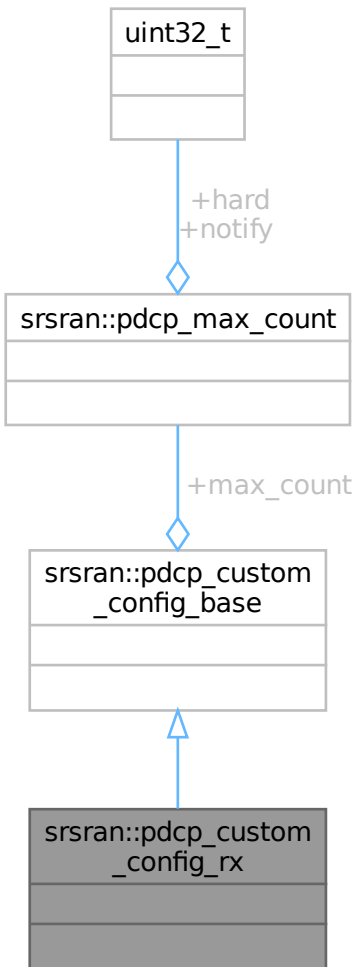 uint32_t
+hard
+notify
srsran::pdcp_max_count
+max_count
srsran::pdcp_custom
_config_base
srsran::pdcp_custom
_config_rx